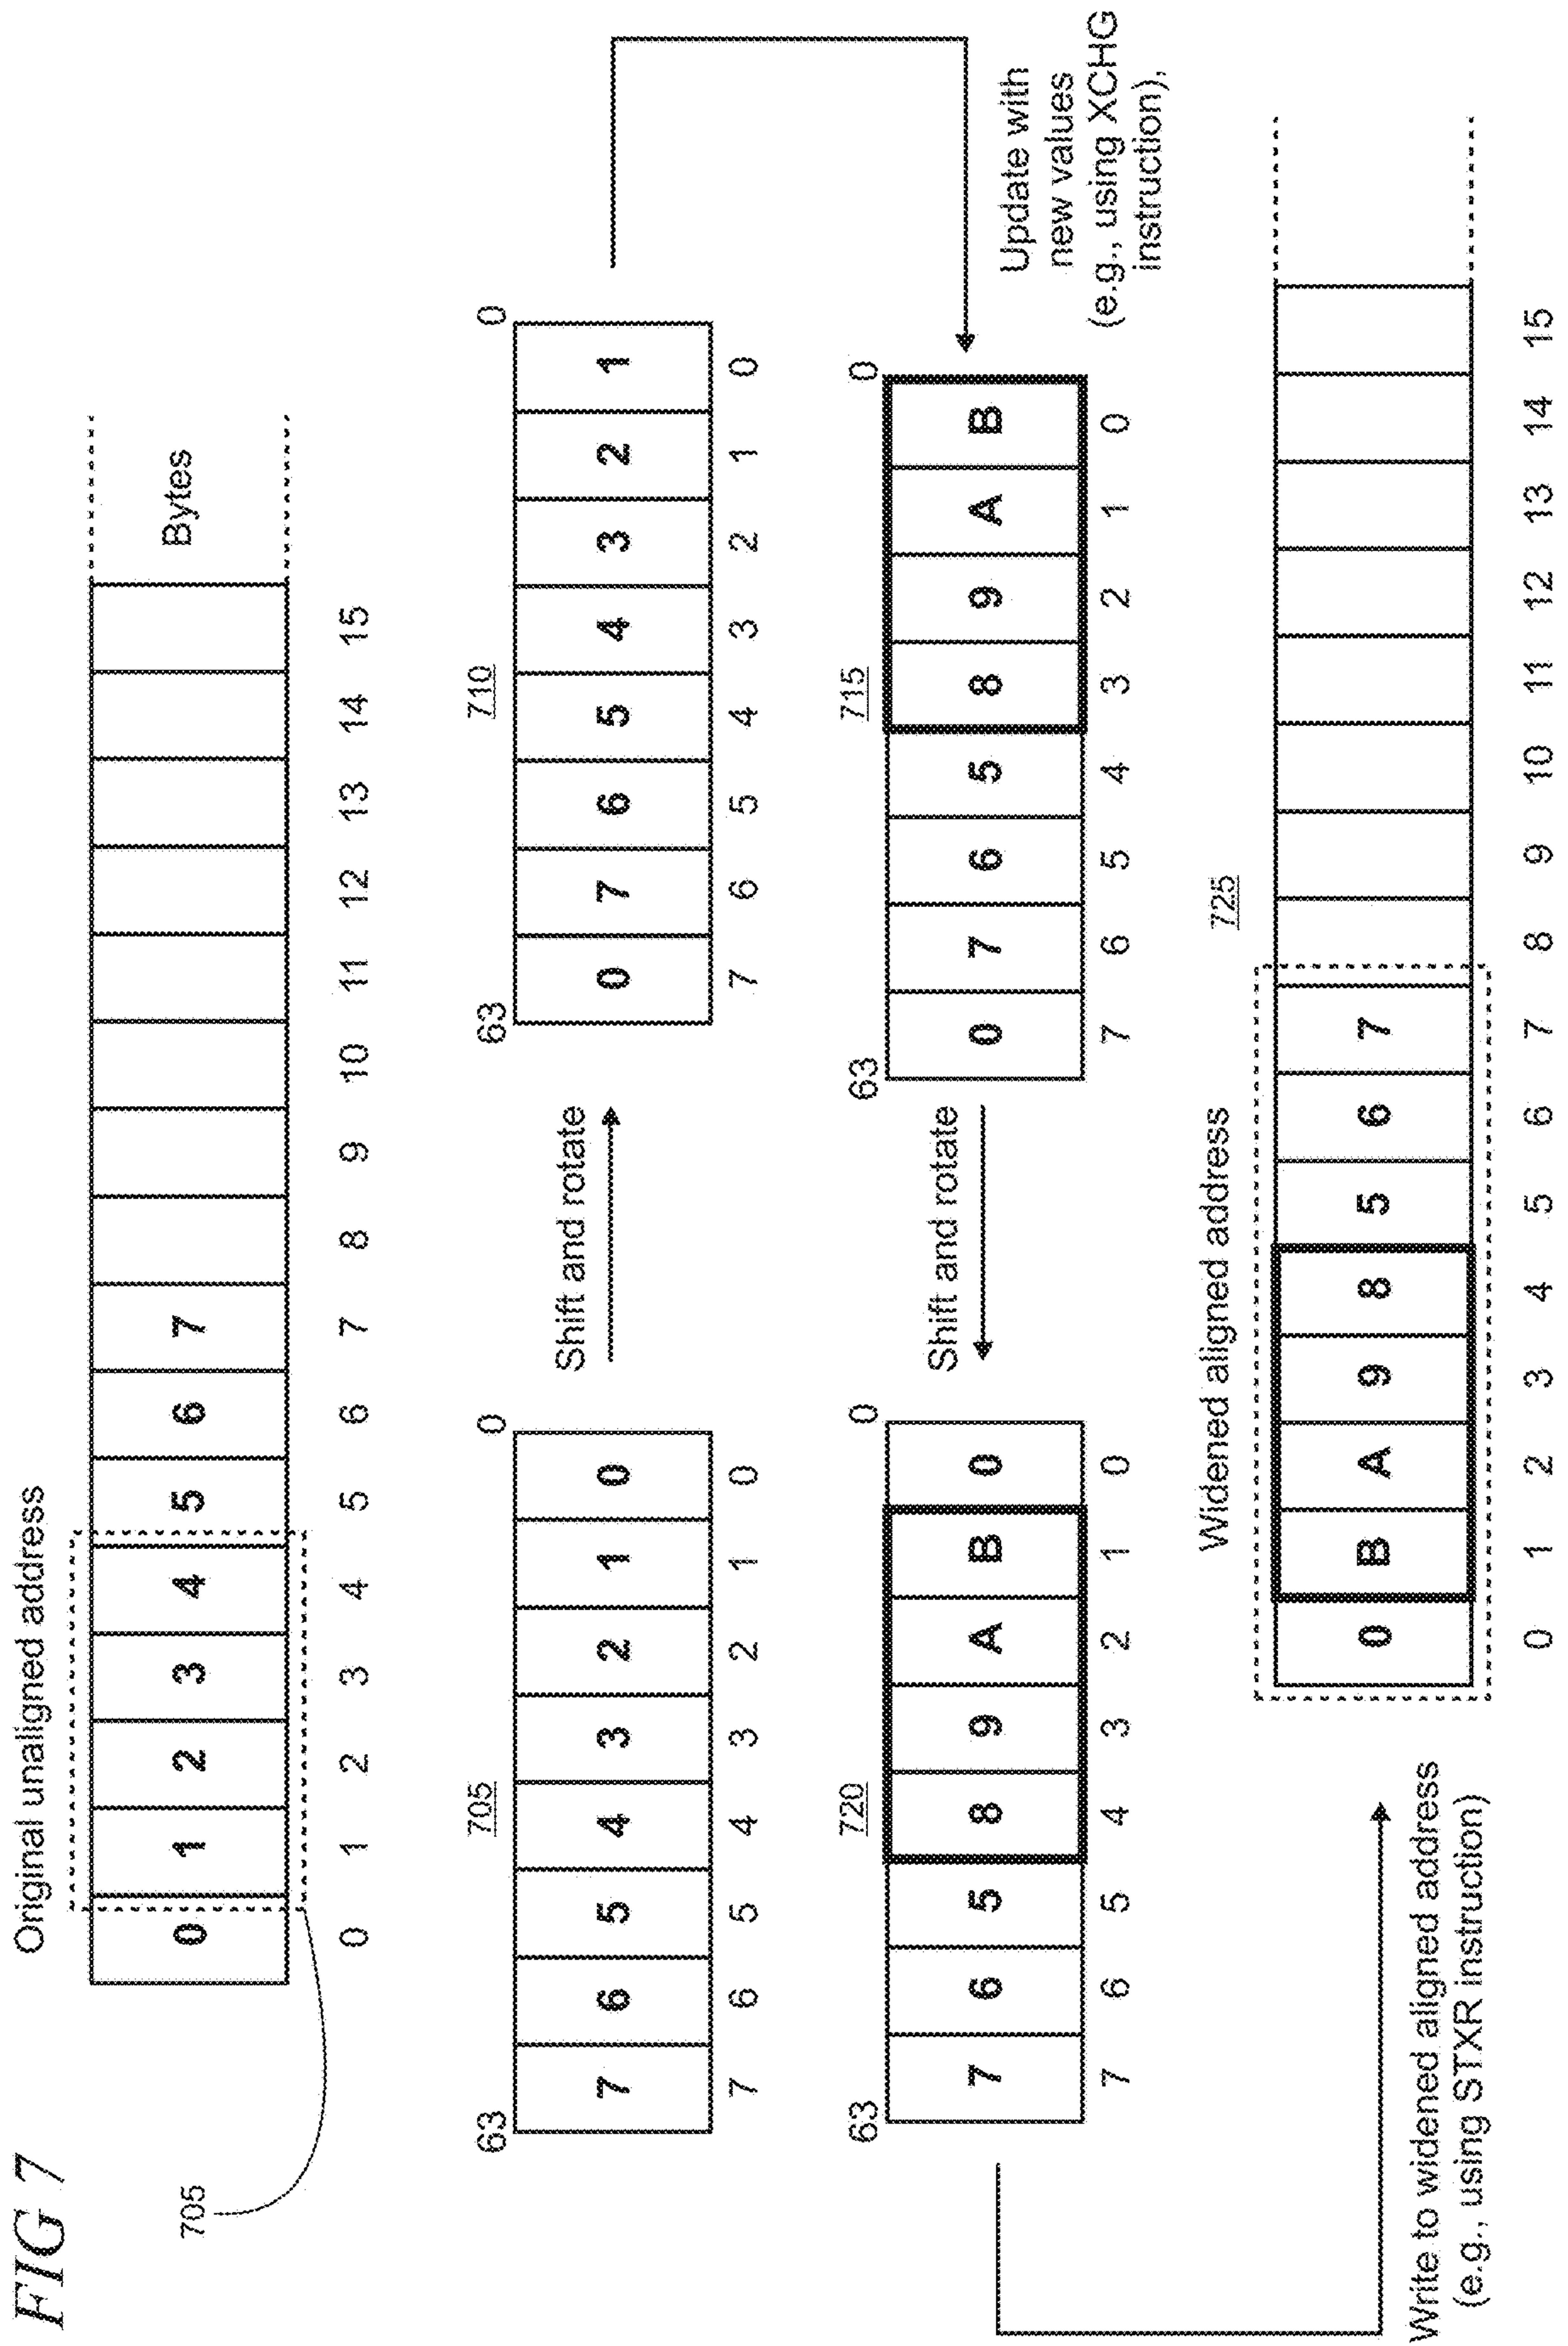 FIG 7
Original unaligned address
0 1 2 3 4 5 6 7 Bytes
0 1 2 3 4 5 6 7 8 9 10 11 12 13 14 15
705
63 705 0
7 6 5 4 3 2 1 0
7 6 5 4 3 2 1 0
Shift and rotate
63 710 0
0 7 6 5 4 3 2 1
7 6 5 4 3 2 1 0
Update with
new values
(e.g., using XCHG
instruction),
63 715 0
0 7 6 5 8 9 A B
7 6 5 4 3 2 1 0
Shift and rotate
63 720 0
7 6 5 8 9 A B 0
7 6 5 4 3 2 1 0
Write to widened aligned address
(e.g., using STXR instruction)
Widened aligned address
725
0 B A 9 8 5 6 7
0 1 2 3 4 5 6 7 8 9 10 11 12 13 14 15